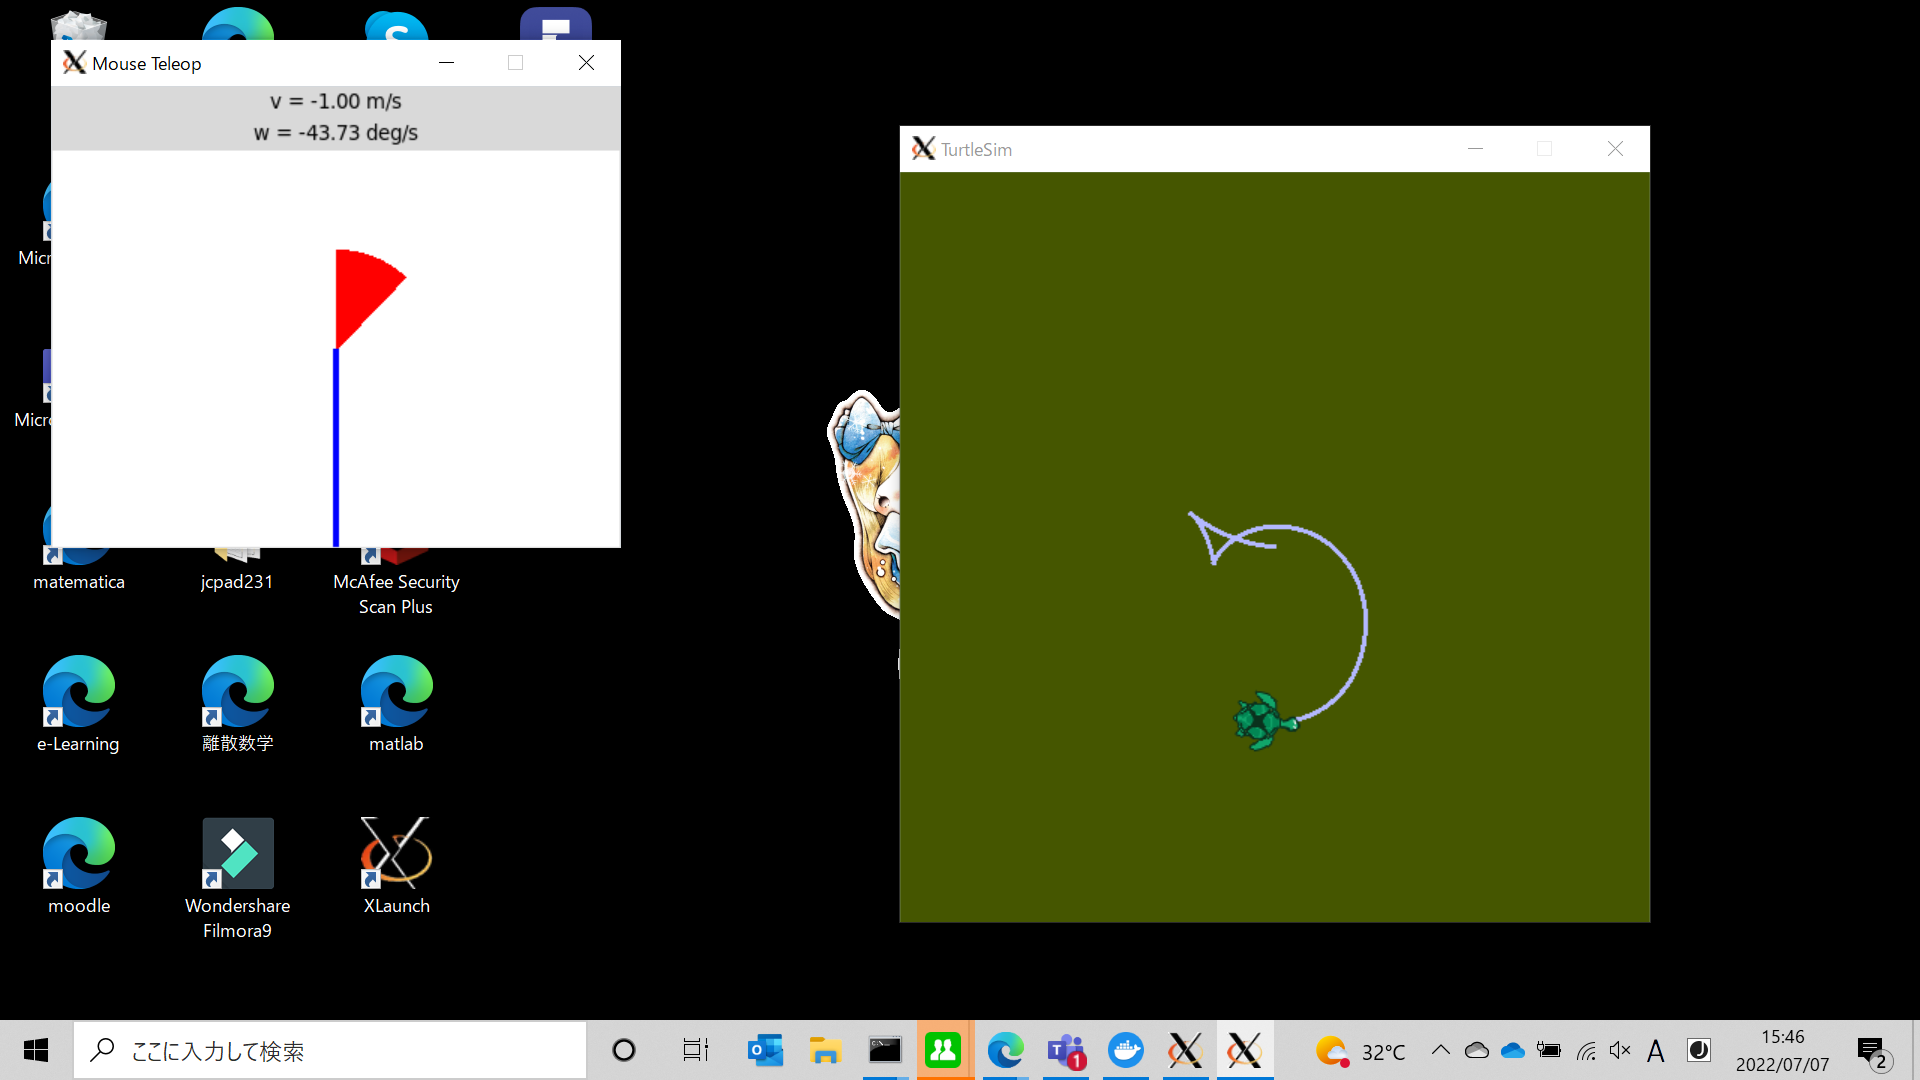 Mouse Teleop
v = -1.00 m/s
w = -43.73 deg/s
TurtleSim
Micr
Micro
matematica
jcpad231
McAfee Security
Scan Plus
e-Learning
離散数学
matlab
moodle
Wondershare
Filmora9
XLaunch
ここに入力して検索
32°C
A
15:46
2022/07/07
1
2